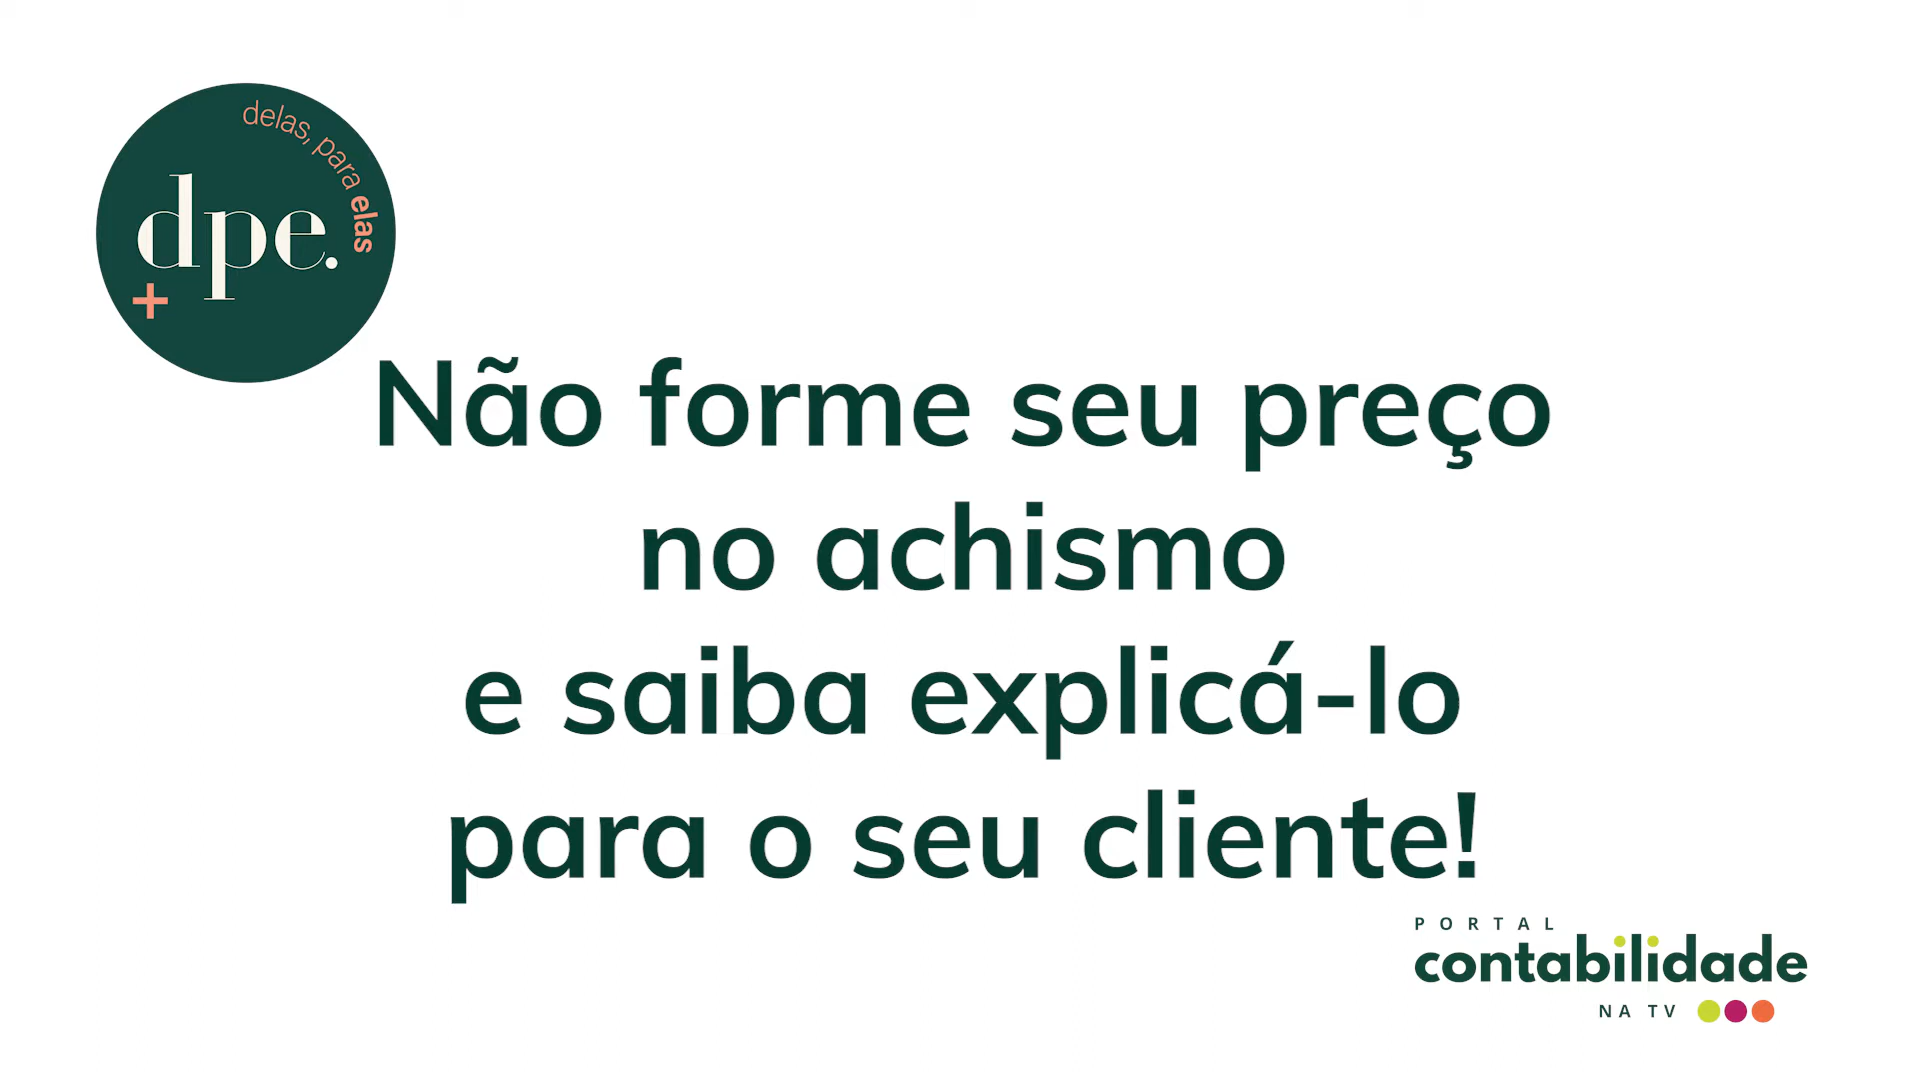 delas, para elas
dpe.
+
Não forme seu preço
no achismo
e saiba explicá-lo
para o seu cliente!
PORTAL
contabilidade
NA TV